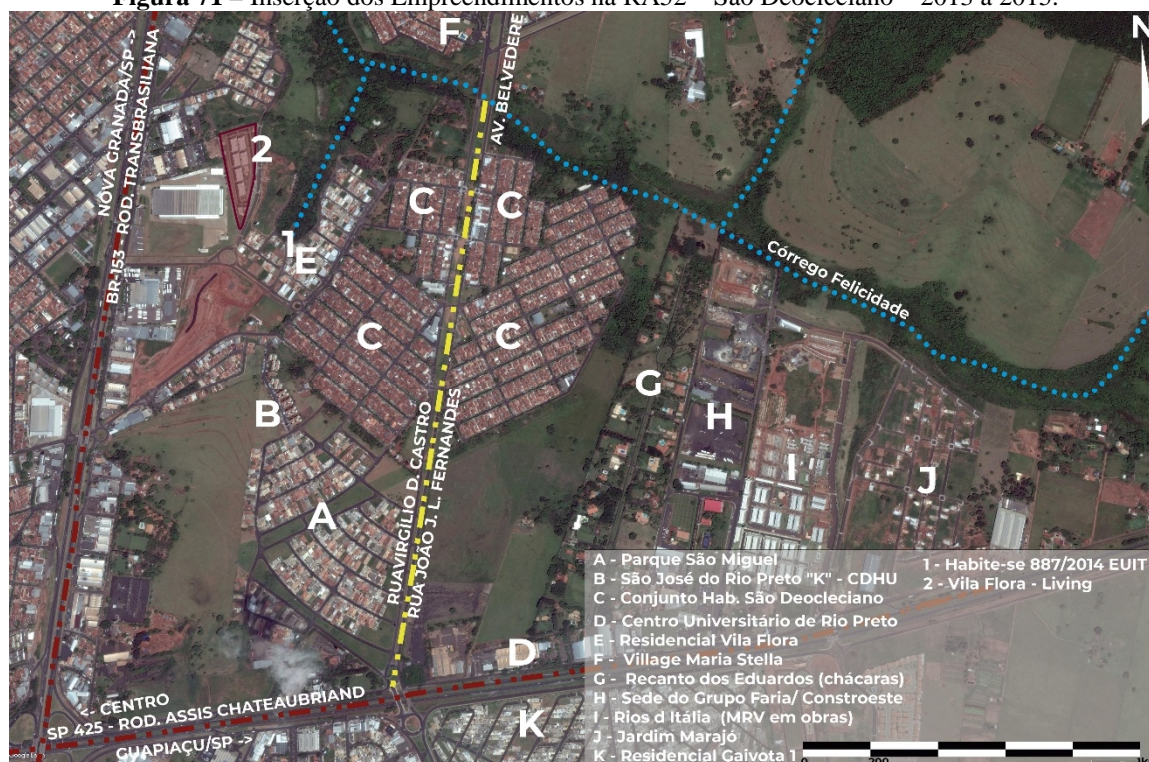 Figura 71 – Inserção dos Empreendimentos na RA32 – São Deocleciano – 2013 a 2015.
F
N
NOVA GRANADA/SP ->
BR-153 - ROD. TRANSBRASILIANA
AV. BELVEDERE
2
C
C
1
E
Córrego Felicidade
C
C
G
B
H
I
J
A
RUAVIRGÍLIO D. CASTRO
RUA JOÃO J. L. FERNANDES
D
K
<- CENTRO
SP 425 - ROD. ASSIS CHATEAUBRIAND
GUAPIAÇU/SP ->
A - Parque São Miguel
B - São José do Rio Preto "K" - CDHU
C - Conjunto Hab. São Deocleciano
D - Centro Universitário de Rio Preto
E - Residencial Vila Flora
F - Village Maria Stella
G - Recanto dos Eduardos (chácaras)
H - Sede do Grupo Faria/ Constroeste
I - Rios d Itália (MRV em obras)
J - Jardim Marajó
K - Residencial Gaivota 1
1 - Habite-se 887/2014 EUIT
2 - Vila Flora - Living
0